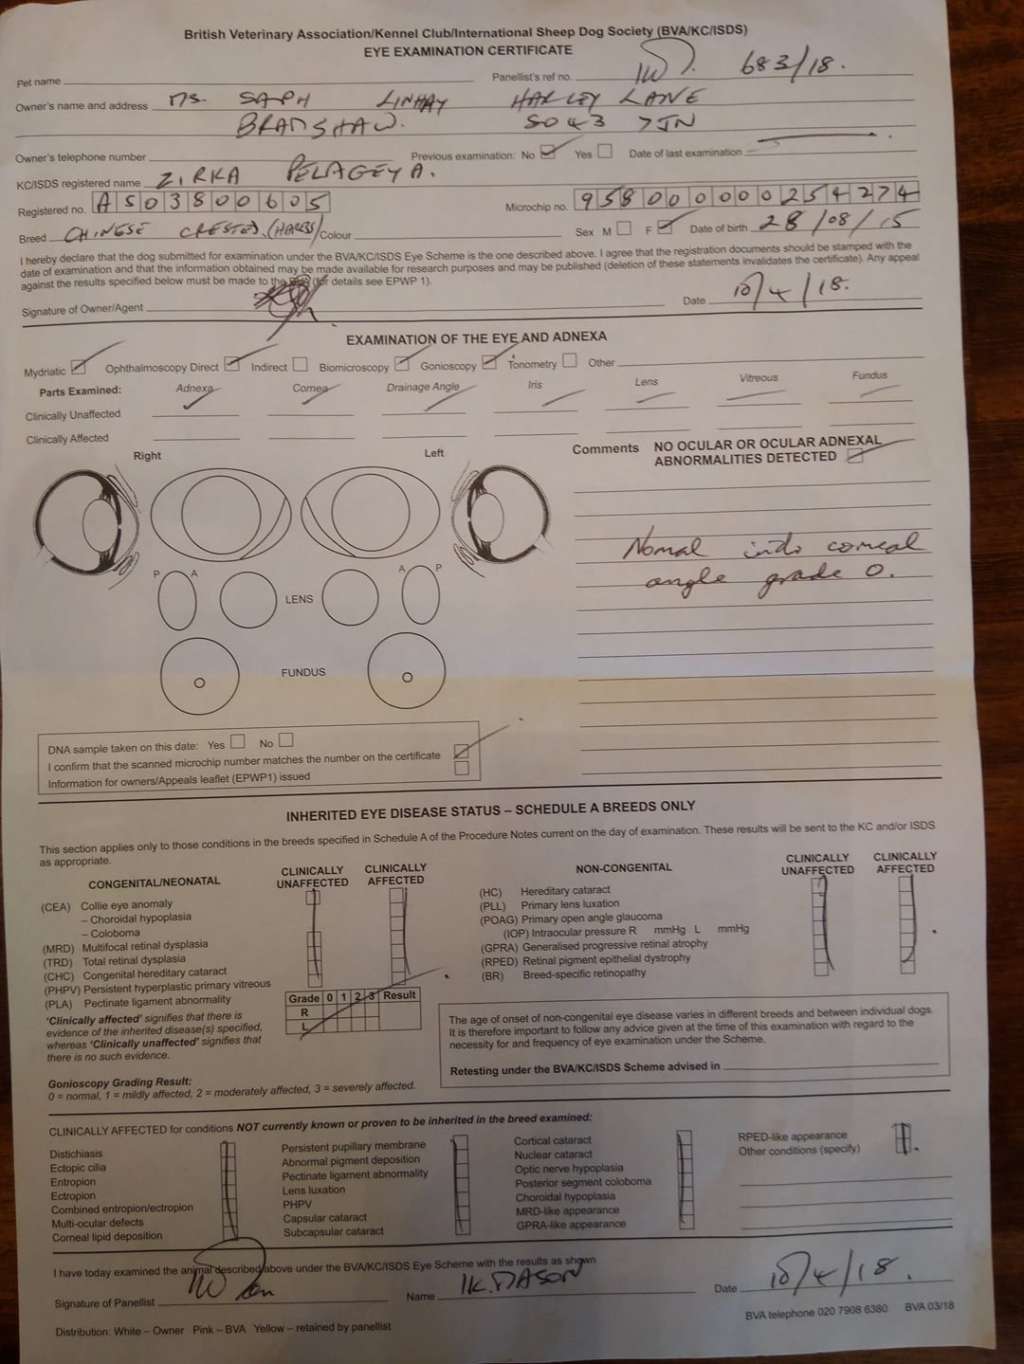 British Veterinary Association/Kennel Club/International Sheep Dog Society (BVA/KC/ISDS)
EYE EXAMINATION CERTIFICATE
Pet name
Panellist's ref no. 683/18.
Owner's name and address Ms. SAPH LINHAY HARLEY LANE
BRADSHAW. SO43 7JN
Owner's telephone number Previous examination: No Yes Date of last examination
KC/ISDS registered name ZIRKA PELAGEYA.
Registered no. AS03800605 Microchip no. 958000000254274
Breed CHINESE CRESTED, Colour Sex M F Date of birth 28/08/15
I hereby declare that the dog submitted for examination under the BVA/KC/ISDS Eye Scheme is the one described above. I agree that the registration documents should be stamped with the
date of examination and that the information obtained may be made available for research purposes and may be published (deletion of these statements invalidates the certificate). Any appeal
against the results specified below must be made to the (for details see EPWP 1).
Signature of Owner/Agent Date 10/4/18.
EXAMINATION OF THE EYE AND ADNEXA
Mydriatic Ophthalmoscopy Direct Indirect Biomicroscopy Gonioscopy Tonometry Other
Parts Examined: Adnexa Cornea Drainage Angle Iris Lens Vitreous Fundus
Clinically Unaffected
Clinically Affected
Right Left
Comments NO OCULAR OR OCULAR ADNEXAL
ABNORMALITIES DETECTED
Normal irido corneal
angle grade 0.
P A A P
LENS
FUNDUS
DNA sample taken on this date: Yes No
I confirm that the scanned microchip number matches the number on the certificate
Information for owners/Appeals leaflet (EPWP1) issued
INHERITED EYE DISEASE STATUS – SCHEDULE A BREEDS ONLY
This section applies only to those conditions in the breeds specified in Schedule A of the Procedure Notes current on the day of examination. These results will be sent to the KC and/or ISDS
as appropriate.
CONGENITAL/NEONATAL CLINICALLY UNAFFECTED CLINICALLY AFFECTED
(CEA) Collie eye anomaly
– Choroidal hypoplasia
– Coloboma
(MRD) Multifocal retinal dysplasia
(TRD) Total retinal dysplasia
(CHC) Congenital hereditary cataract
(PHPV) Persistent hyperplastic primary vitreous
(PLA) Pectinate ligament abnormality
Grade 0 1 2 3 Result
R
L
'Clinically affected' signifies that there is
evidence of the inherited disease(s) specified,
whereas 'Clinically unaffected' signifies that
there is no such evidence.
Gonioscopy Grading Result:
0 = normal, 1 = mildly affected, 2 = moderately affected, 3 = severely affected.
NON-CONGENITAL CLINICALLY UNAFFECTED CLINICALLY AFFECTED
(HC) Hereditary cataract
(PLL) Primary lens luxation
(POAG) Primary open angle glaucoma
(IOP) Intraocular pressure R mmHg L mmHg
(GPRA) Generalised progressive retinal atrophy
(RPED) Retinal pigment epithelial dystrophy
(BR) Breed-specific retinopathy
The age of onset of non-congenital eye disease varies in different breeds and between individual dogs.
It is therefore important to follow any advice given at the time of this examination with regard to the
necessity for and frequency of eye examination under the Scheme.
Retesting under the BVA/KC/ISDS Scheme advised in
CLINICALLY AFFECTED for conditions NOT currently known or proven to be inherited in the breed examined:
Distichiasis
Ectopic cilia
Entropion
Ectropion
Combined entropion/ectropion
Multi-ocular defects
Corneal lipid deposition
Persistent pupillary membrane
Abnormal pigment deposition
Pectinate ligament abnormality
Lens luxation
PHPV
Capsular cataract
Subcapsular cataract
Cortical cataract
Nuclear cataract
Optic nerve hypoplasia
Posterior segment coloboma
Choroidal hypoplasia
MRD-like appearance
GPRA-like appearance
RPED-like appearance
Other conditions (specify)
I have today examined the animal described above under the BVA/KC/ISDS Eye Scheme with the results as shown
Signature of Panellist Name I.K. MASON Date 10/4/18.
BVA telephone 020 7908 6380 BVA 03/18
Distribution: White – Owner Pink – BVA Yellow – retained by panellist